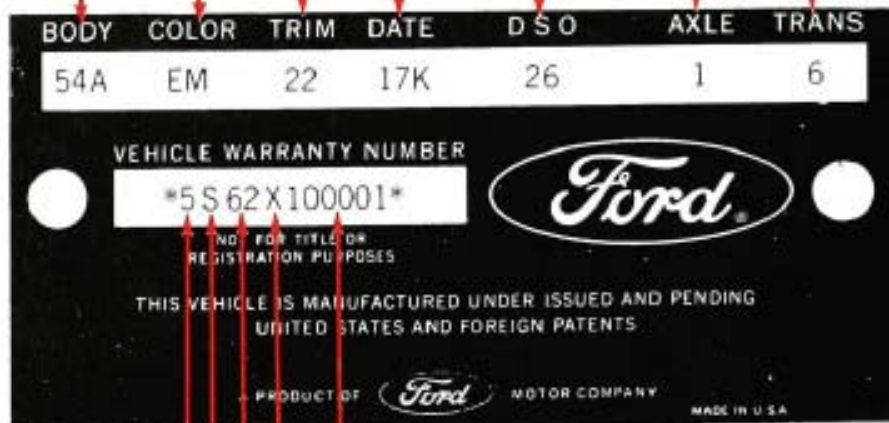 BODY COLOR TRIM DATE DSO AXLE TRANS
54A EM 22 17K 26 1 6
VEHICLE WARRANTY NUMBER
*5S62X100001*
Ford
NOT FOR TITLE OR
REGISTRATION PURPOSES
THIS VEHICLE IS MANUFACTURED UNDER ISSUED AND PENDING
UNITED STATES AND FOREIGN PATENTS
PRODUCT OF Ford MOTOR COMPANY
MADE IN U.S.A